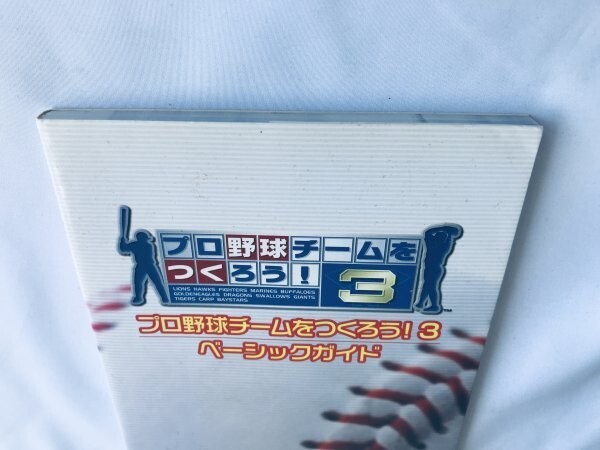 プロ野球チームを
つくろう! 3
LIONS HAWKS FIGHTERS MARINES BUFFALOES
GOLDENEAGLES DRAGONS SWALLOWS GIANTS
TIGERS CARP BAYSTARS
TM
プロ野球チームをつくろう! 3
ベーシックガイド